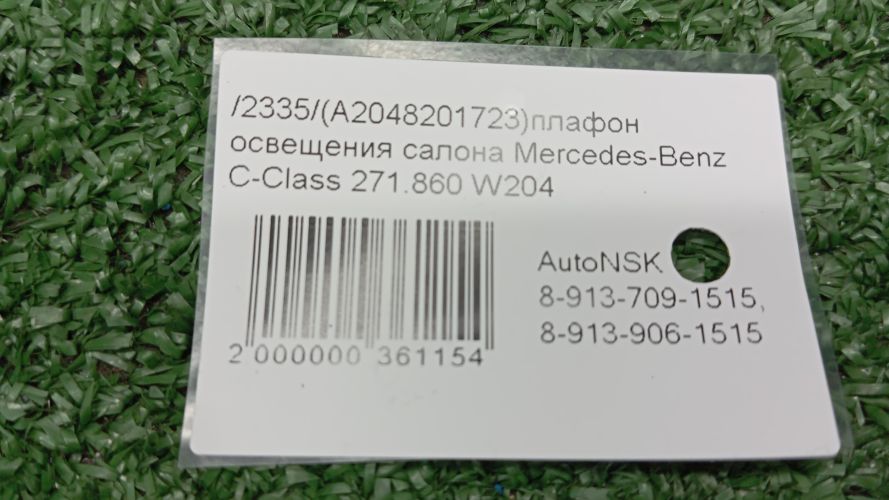 /2335/(A2048201723)плафон
освещения салона Mercedes-Benz
C-Class 271.860 W204
AutoNSK
8-913-709-1515,
8-913-906-1515
2 000000 361154